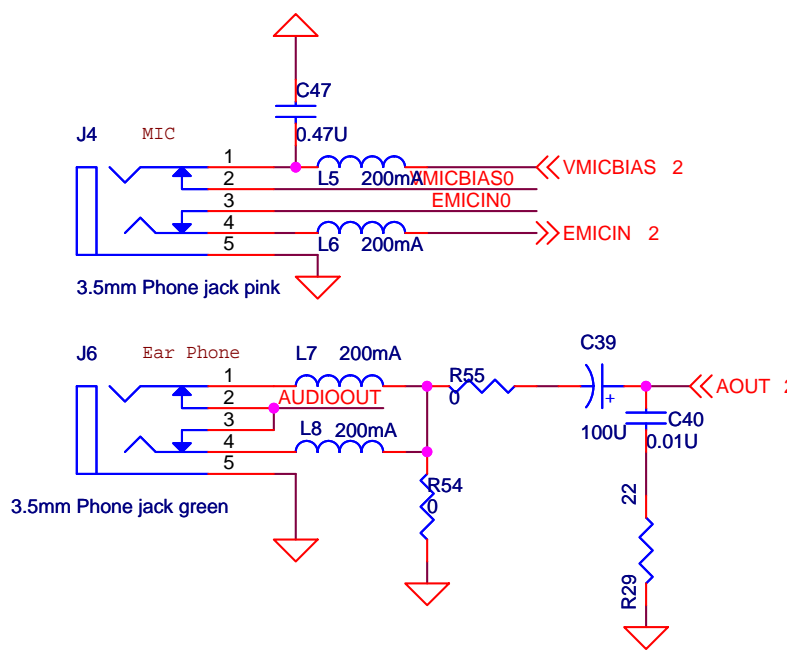 C47
0.47U
J4 MIC
1
2
3
4
5
L5 200mA
VMICBIAS0
EMICIN0
L6 200mA
VMICBIAS 2
EMICIN 2
3.5mm Phone jack pink
J6 Ear Phone
1
2
3
4
5
L7 200mA
AUDIOOUT
L8 200mA
3.5mm Phone jack green
R55
0
R54
0
C39
+
100U
AOUT 2
C40
0.01U
22
R29